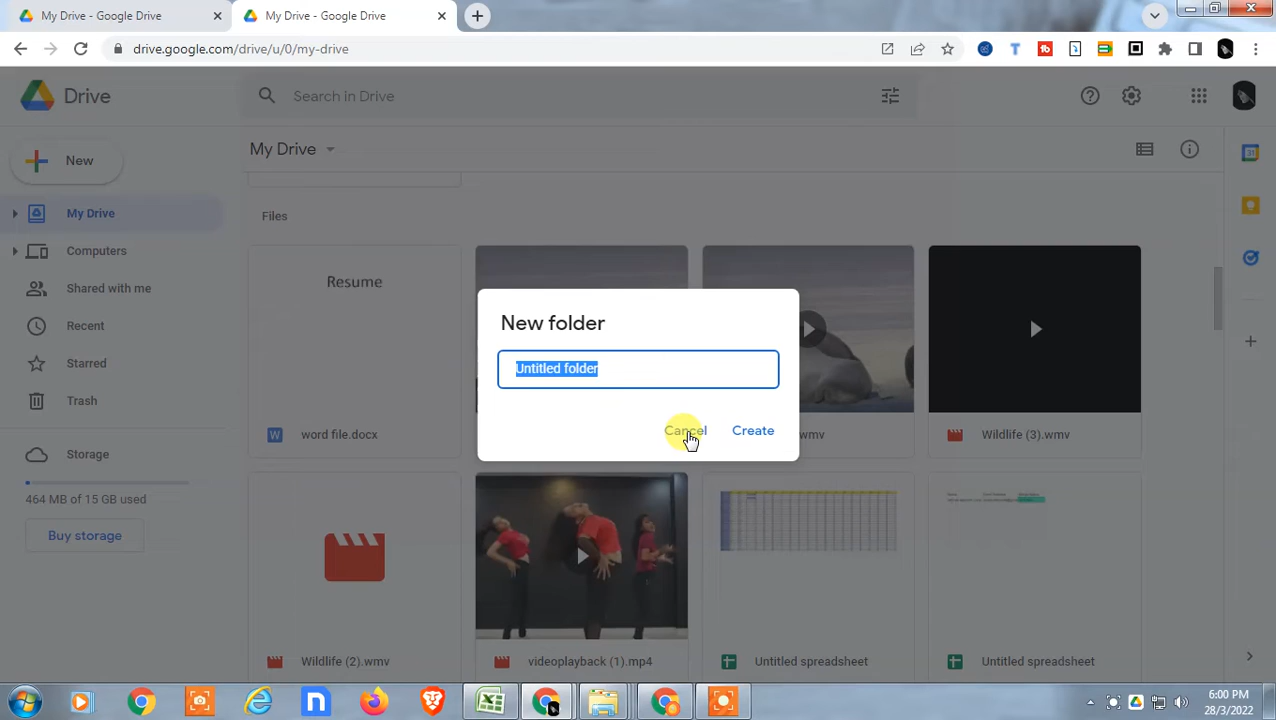 My Drive - Google Drive
My Drive - Google Drive
drive.google.com/drive/u/0/my-drive
Drive
Search in Drive
New
My Drive
My Drive
Computers
Shared with me
Recent
Starred
Trash
Storage
464 MB of 15 GB used
Buy storage
Files
Resume
New folder
Untitled folder
Cancel
Create
word file.docx
wmv
Wildlife (3).wmv
Wildlife (2).wmv
videoplayback (1).mp4
Untitled spreadsheet
Untitled spreadsheet
31
6:00 PM
28/3/2022